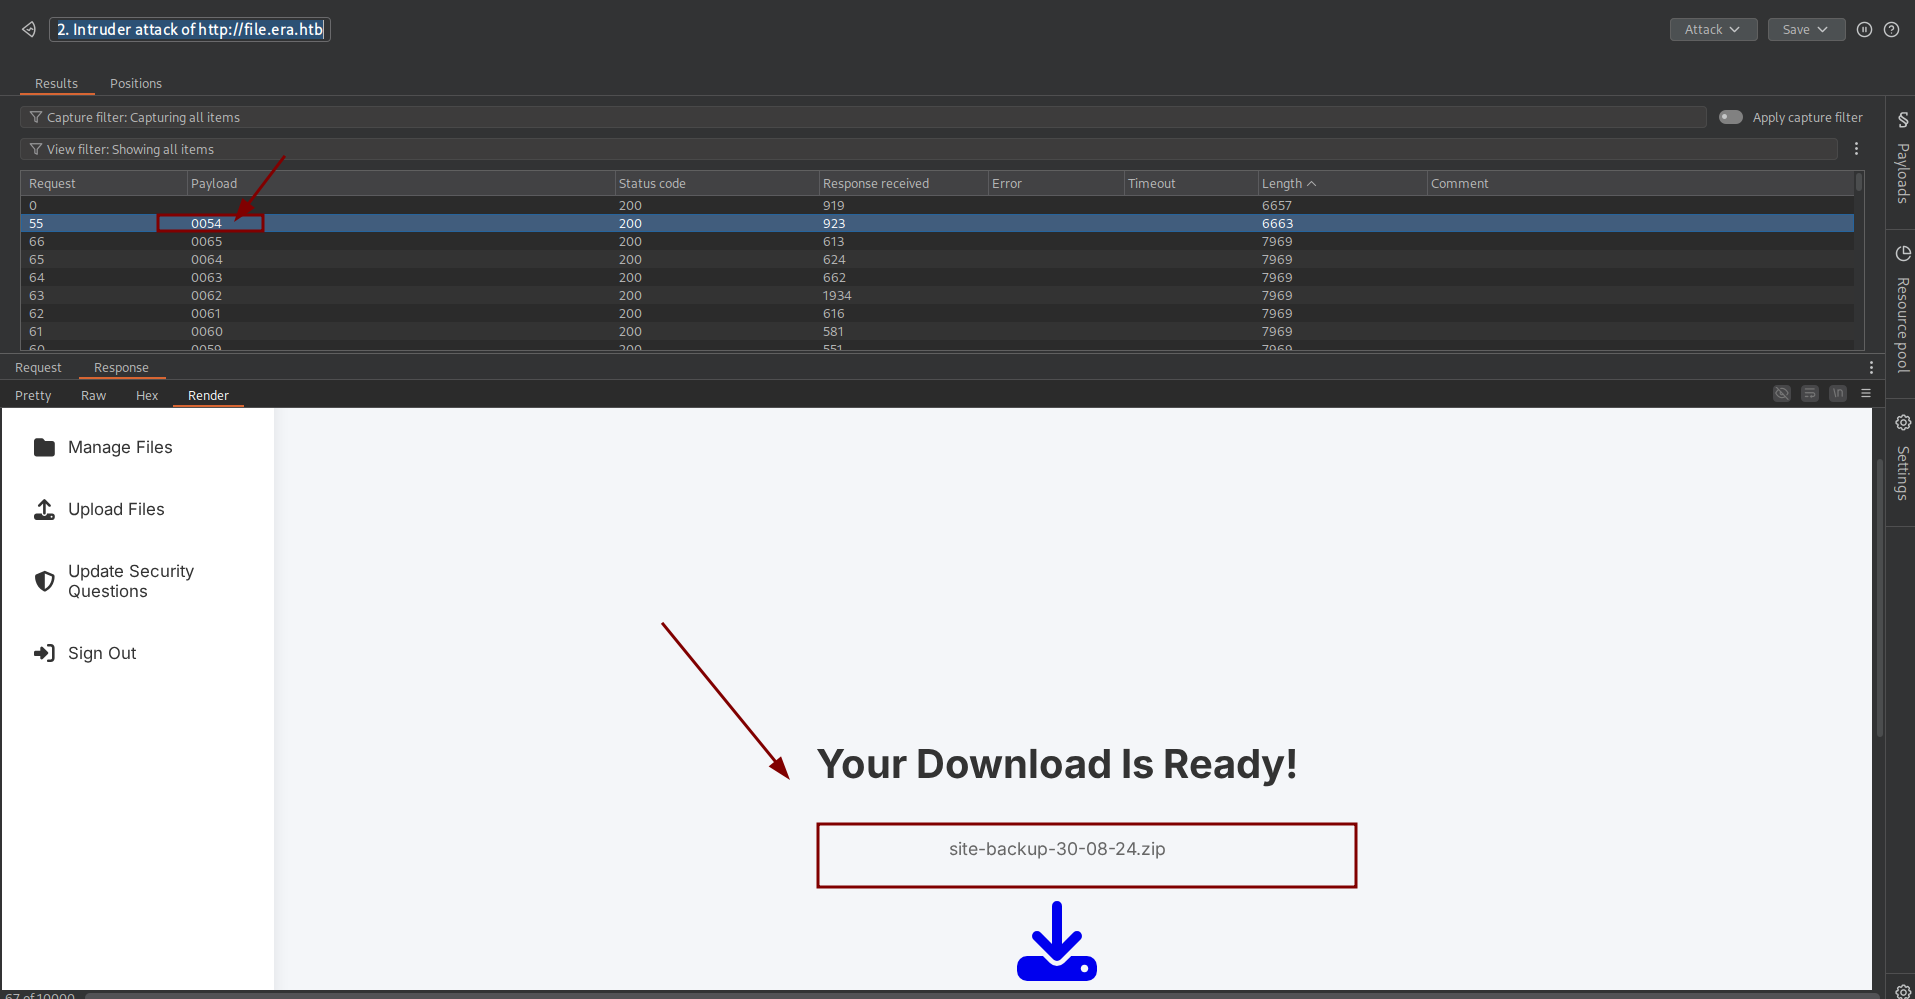 2. Intruder attack of http://file.era.htb
Attack
Save
Results
Positions
Capture filter: Capturing all items
Apply capture filter
View filter: Showing all items
Request Payload Status code Response received Error Timeout Length Comment
0 200 919 6657
55 0054 200 923 6663
66 0065 200 613 7969
65 0064 200 624 7969
64 0063 200 662 7969
63 0062 200 1934 7969
62 0061 200 616 7969
61 0060 200 581 7969
60 0059 200 551 7969
Payloads
Resource pool
Settings
Request
Response
Pretty
Raw
Hex
Render
\n
Manage Files
Upload Files
Update Security
Questions
Sign Out
Your Download Is Ready!
site-backup-30-08-24.zip
67 of 10000